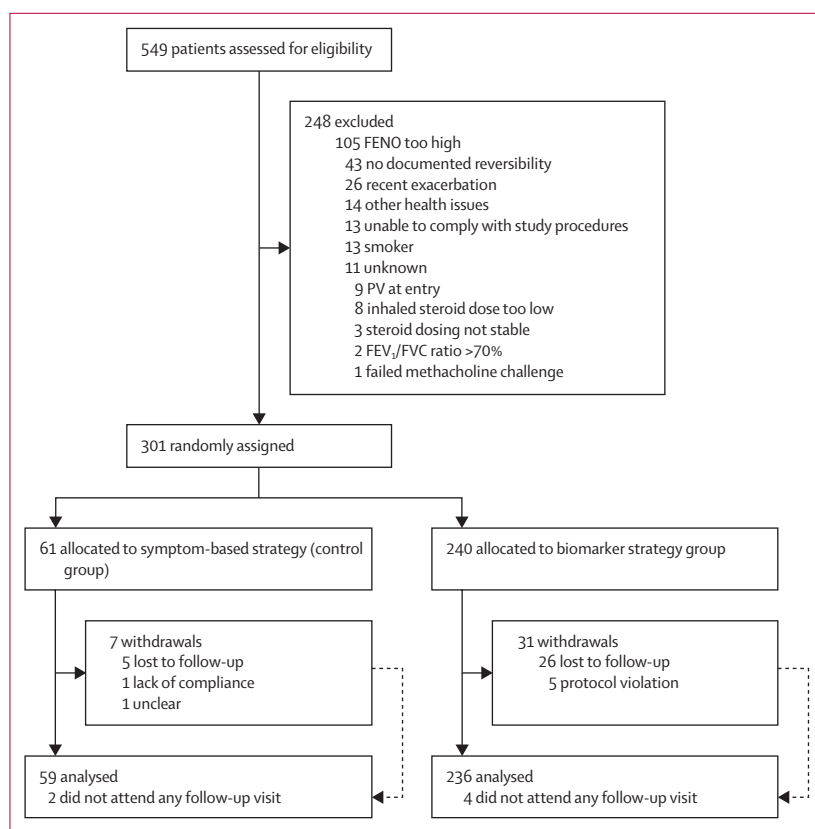 549 patients assessed for eligibility
248 excluded
105 FENO too high
43 no documented reversibility
26 recent exacerbation
14 other health issues
13 unable to comply with study procedures
13 smoker
11 unknown
9 PV at entry
8 inhaled steroid dose too low
3 steroid dosing not stable
2 FEV₁/FVC ratio >70%
1 failed methacholine challenge
301 randomly assigned
61 allocated to symptom-based strategy (control
group)
240 allocated to biomarker strategy group
7 withdrawals
5 lost to follow-up
1 lack of compliance
1 unclear
31 withdrawals
26 lost to follow-up
5 protocol violation
59 analysed
2 did not attend any follow-up visit
236 analysed
4 did not attend any follow-up visit